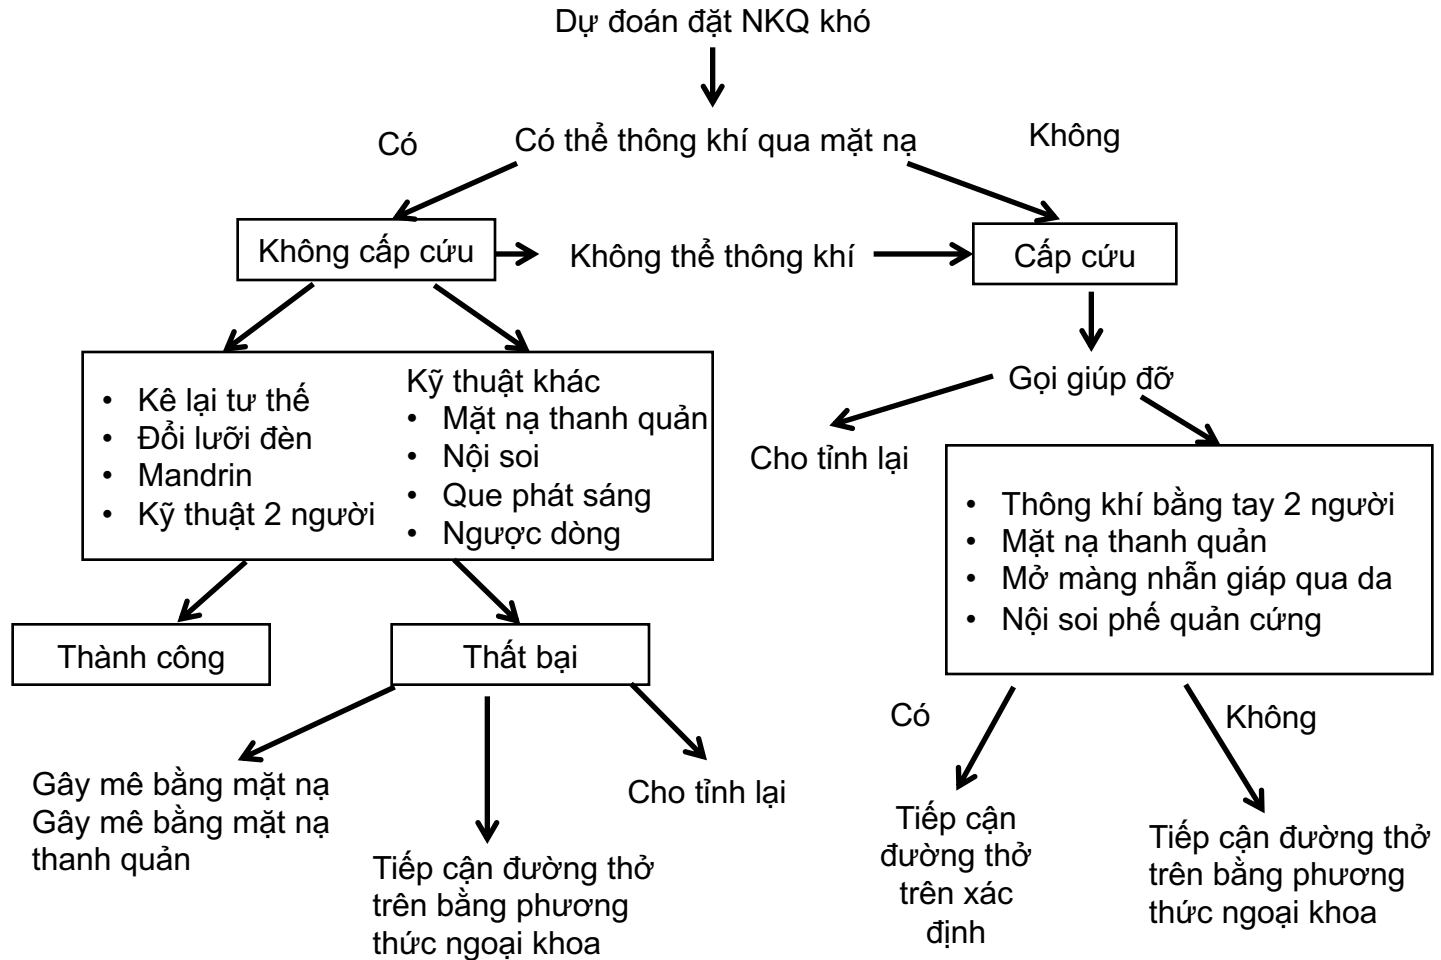 Dự đoán đặt NKQ khó
Có
Có thể thông khí qua mặt nạ
Không
Không cấp cứu
Không thể thông khí
Cấp cứu
Gọi giúp đỡ
Cho tỉnh lại
• Kê lại tư thế
• Đổi lưỡi đèn
• Mandrin
• Kỹ thuật 2 người
Kỹ thuật khác
• Mặt nạ thanh quản
• Nội soi
• Que phát sáng
• Ngược dòng
• Thông khí bằng tay 2 người
• Mặt nạ thanh quản
• Mở màng nhẫn giáp qua da
• Nội soi phế quản cứng
Thành công
Thất bại
Có
Không
Gây mê bằng mặt nạ
Gây mê bằng mặt nạ
thanh quản
Tiếp cận đường thở
trên bằng phương
thức ngoại khoa
Cho tỉnh lại
Tiếp cận
đường thở
trên xác
định
Tiếp cận đường thở
trên bằng phương
thức ngoại khoa